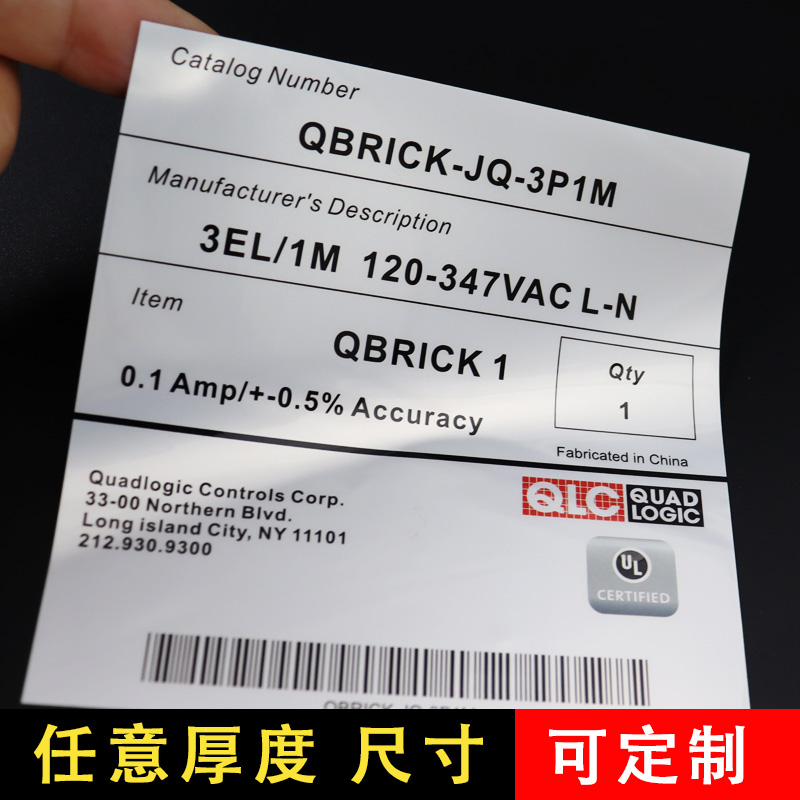 Catalog Number
QBRICK-JQ-3P1M
Manufacturer's Description
3EL/1M 120-347VAC L-N
Item
QBRICK 1
Qty
1
0.1 Amp/+-0.5% Accuracy
Fabricated in China
Quadlogic Controls Corp.
33-00 Northern Blvd.
Long island City, NY 11101
212.930.9300
QLC QUAD
LOGIC
UL
CERTIFIED
任意厚度 尺寸 可定制